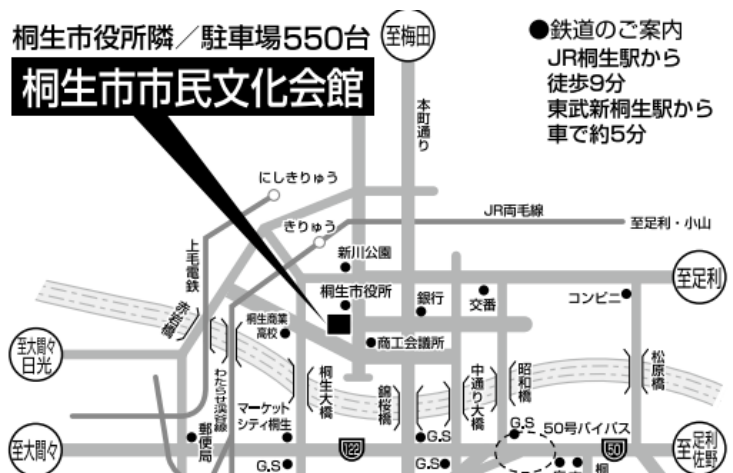 桐生市役所隣／駐車場550台
桐生市市民文化会館
至梅田
●鉄道のご案内
JR桐生駅から
徒歩9分
東武新桐生駅から
車で約5分
本町通り
にしきりゅう
きりゅう
JR両毛線
至足利・小山
上毛電鉄
新川公園
至足利
桐生市役所
銀行
交番
コンビニ
赤岩橋
桐生商業
高校
商工会議所
至大間々
日光
わたらせ渓谷線
桐生大橋
錦桜橋
中通り大橋
昭和橋
松原橋
マーケット
シティ桐生
郵便局
至大間々
122
G.S
G.S
50号バイパス
50
至足利
佐野
G.S
G.S
桐